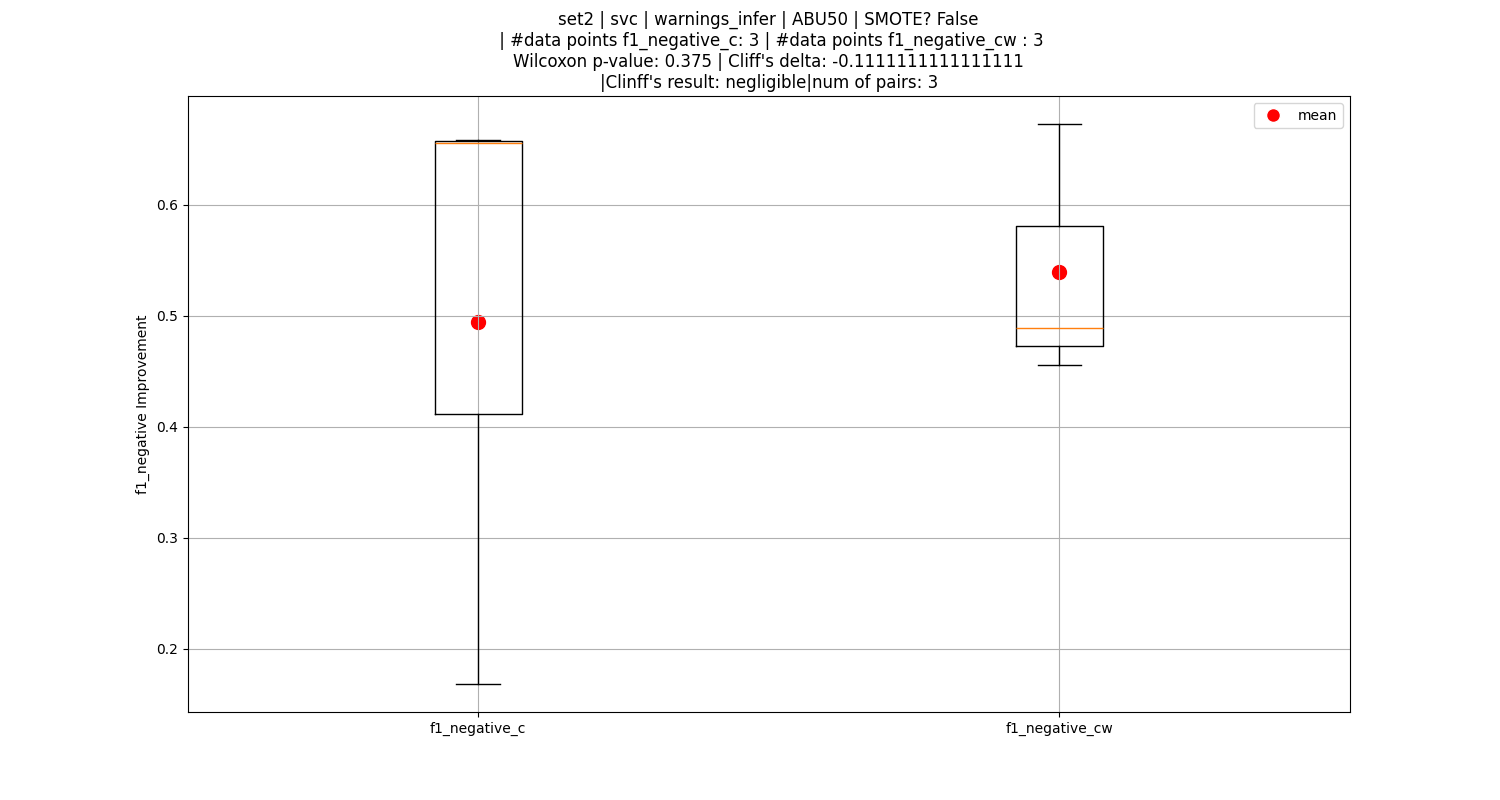 set2 | svc | warnings_infer | ABU50 | SMOTE? False
| #data points f1_negative_c: 3 | #data points f1_negative_cw : 3
Wilcoxon p-value: 0.375 | Cliff's delta: -0.1111111111111111
|Clinff's result: negligible|num of pairs: 3
mean
f1_negative Improvement
0.6
0.5
0.4
0.3
0.2
f1_negative_c
f1_negative_cw